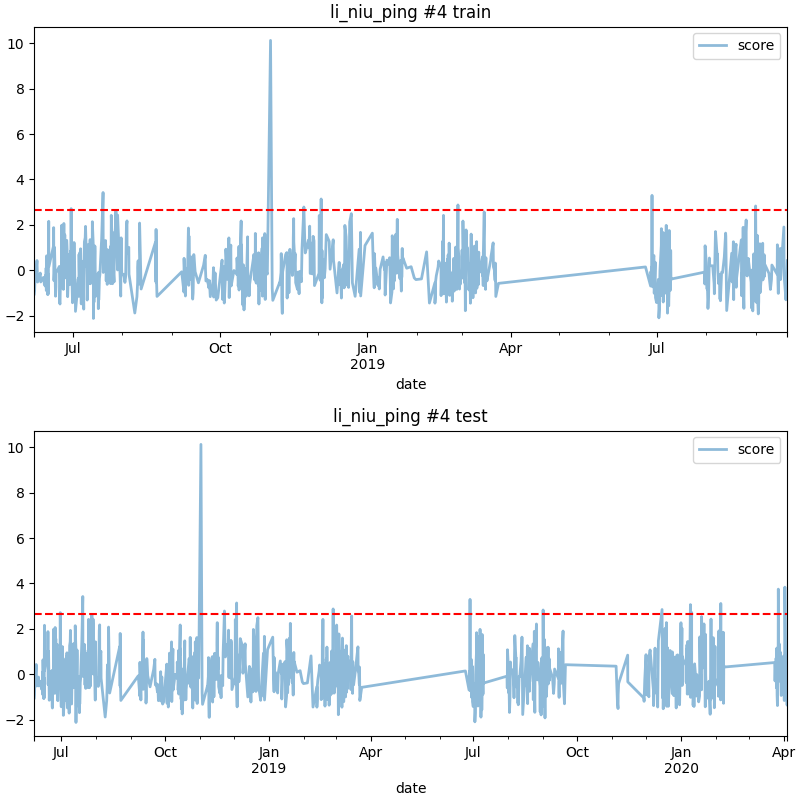 li_niu_ping #4 train
score
10
8
6
4
2
0
−2
Jul
Oct
Jan
2019
Apr
Jul
date
li_niu_ping #4 test
score
10
8
6
4
2
0
−2
Jul
Oct
Jan
2019
Apr
Jul
Oct
Jan
2020
Apr
date